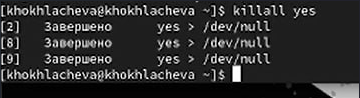 [khokhlacheva@khokhlacheva ~]$ killall yes
[2]   Завершено      yes > /dev/null
[8]   Завершено      yes > /dev/null
[9]   Завершено      yes > /dev/null
[khokhlacheva@khokhlacheva ~]$